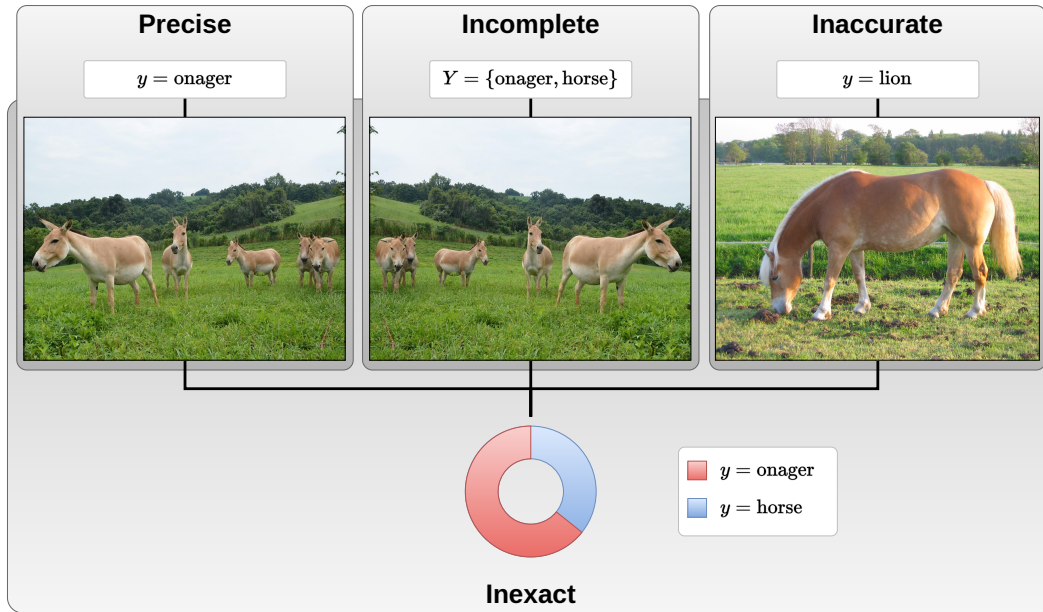 Precise
Incomplete
Inaccurate
y = onager
Y = {onager, horse}
y = lion
y = onager
y = horse
Inexact